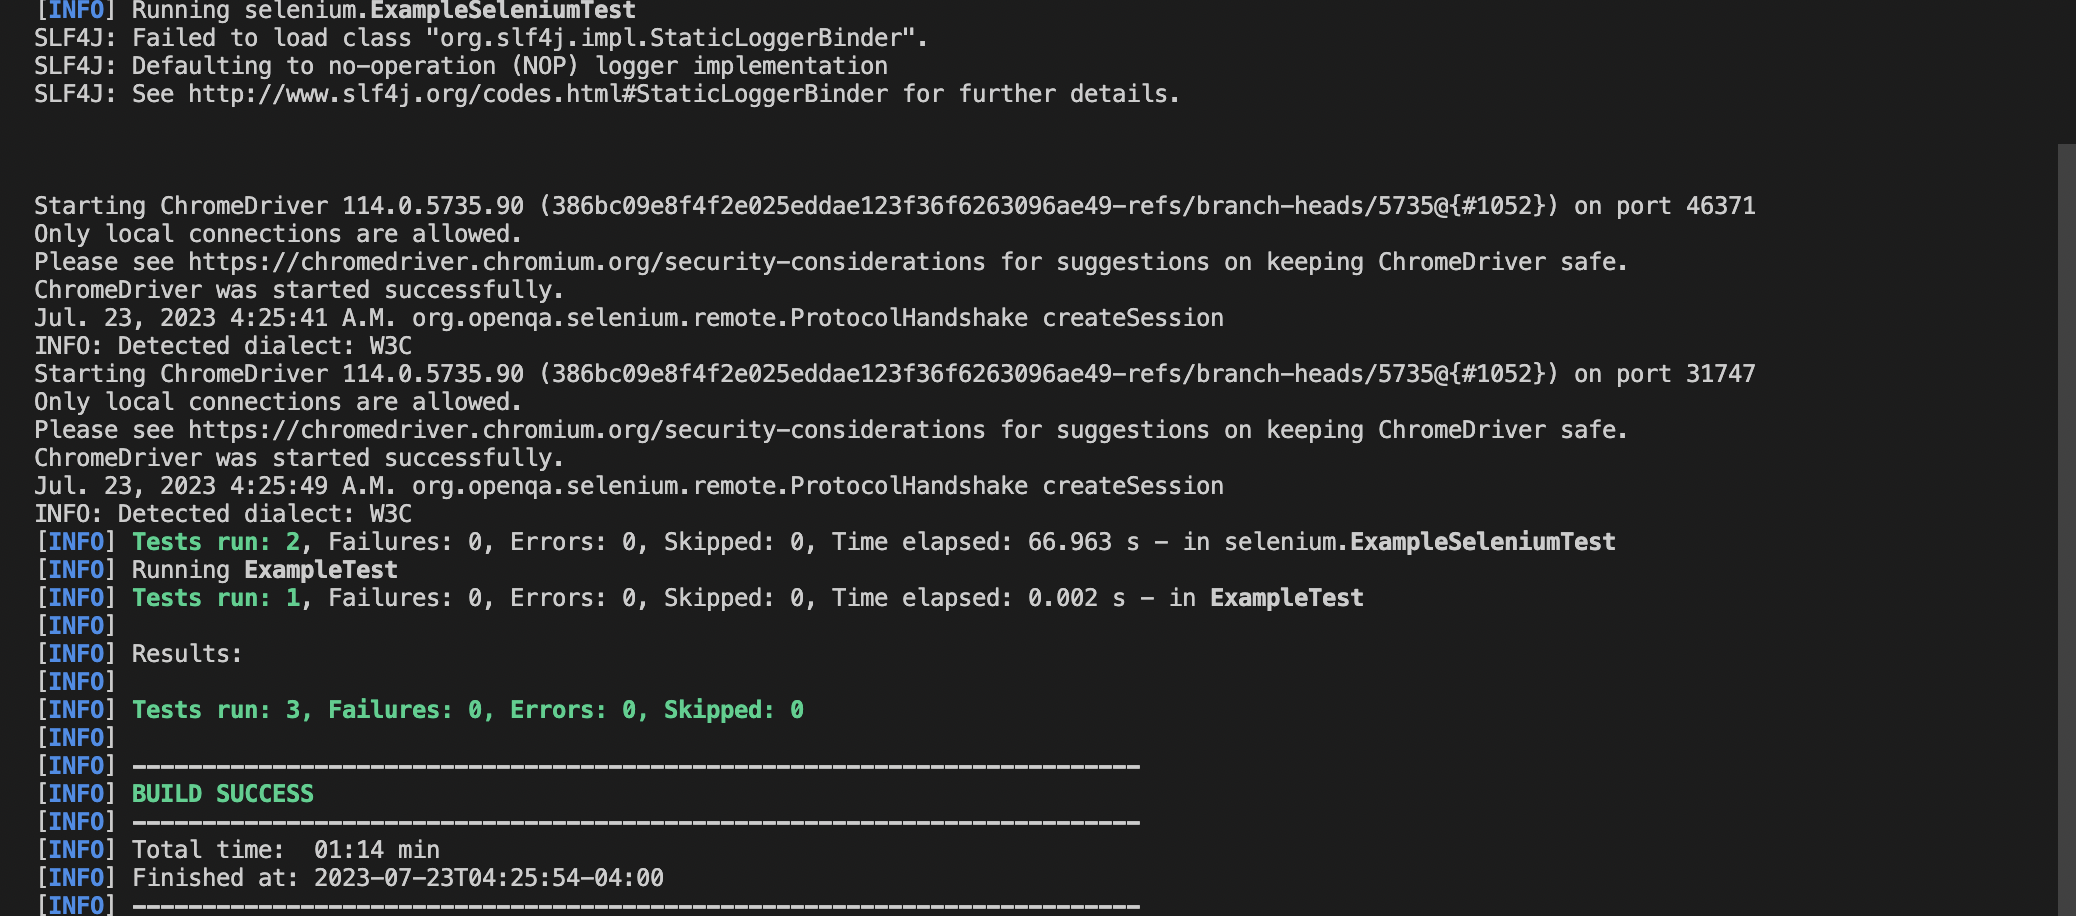 [INFO] Running selenium.ExampleSeleniumTest
SLF4J: Failed to load class "org.slf4j.impl.StaticLoggerBinder".
SLF4J: Defaulting to no-operation (NOP) logger implementation
SLF4J: See http://www.slf4j.org/codes.html#StaticLoggerBinder for further details.
Starting ChromeDriver 114.0.5735.90 (386bc09e8f4f2e025eddae123f36f6263096ae49-refs/branch-heads/5735@{#1052}) on port 46371
Only local connections are allowed.
Please see https://chromedriver.chromium.org/security-considerations for suggestions on keeping ChromeDriver safe.
ChromeDriver was started successfully.
Jul. 23, 2023 4:25:41 A.M. org.openqa.selenium.remote.ProtocolHandshake createSession
INFO: Detected dialect: W3C
Starting ChromeDriver 114.0.5735.90 (386bc09e8f4f2e025eddae123f36f6263096ae49-refs/branch-heads/5735@{#1052}) on port 31747
Only local connections are allowed.
Please see https://chromedriver.chromium.org/security-considerations for suggestions on keeping ChromeDriver safe.
ChromeDriver was started successfully.
Jul. 23, 2023 4:25:49 A.M. org.openqa.selenium.remote.ProtocolHandshake createSession
INFO: Detected dialect: W3C
[INFO] Tests run: 2, Failures: 0, Errors: 0, Skipped: 0, Time elapsed: 66.963 s - in selenium.ExampleSeleniumTest
[INFO] Running ExampleTest
[INFO] Tests run: 1, Failures: 0, Errors: 0, Skipped: 0, Time elapsed: 0.002 s - in ExampleTest
[INFO]
[INFO] Results:
[INFO]
[INFO] Tests run: 3, Failures: 0, Errors: 0, Skipped: 0
[INFO]
[INFO] ------------------------------------------------------------------------
[INFO] BUILD SUCCESS
[INFO] ------------------------------------------------------------------------
[INFO] Total time:  01:14 min
[INFO] Finished at: 2023-07-23T04:25:54-04:00
[INFO] ------------------------------------------------------------------------